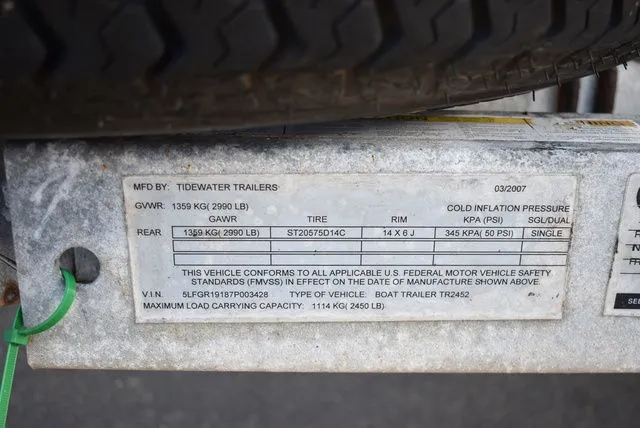 MFD BY: TIDEWATER TRAILERS 03/2007
GVWR: 1359 KG( 2990 LB) COLD INFLATION PRESSURE
GAWR TIRE RIM KPA (PSI) SGL/DUAL
REAR 1359 KG( 2990 LB) ST20575D14C 14 X 6 J 345 KPA( 50 PSI) SINGLE
THIS VEHICLE CONFORMS TO ALL APPLICABLE U.S. FEDERAL MOTOR VEHICLE SAFETY
STANDARDS (FMVSS) IN EFFECT ON THE DATE OF MANUFACTURE SHOWN ABOVE.
V.I.N. 5LFGR19187P003428 TYPE OF VEHICLE: BOAT TRAILER TR2452
MAXIMUM LOAD CARRYING CAPACITY: 1114 KG( 2450 LB)
SEE